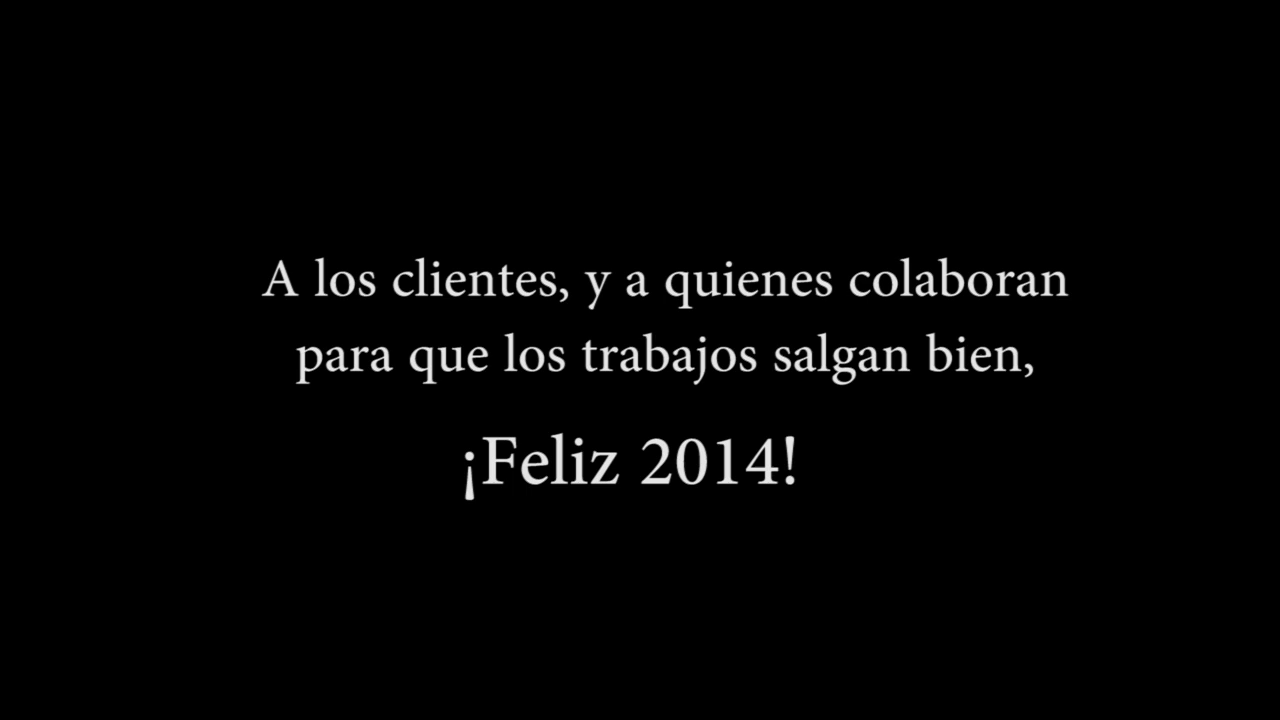 A los clientes, y a quienes colaboran
para que los trabajos salgan bien,
¡Feliz 2014!